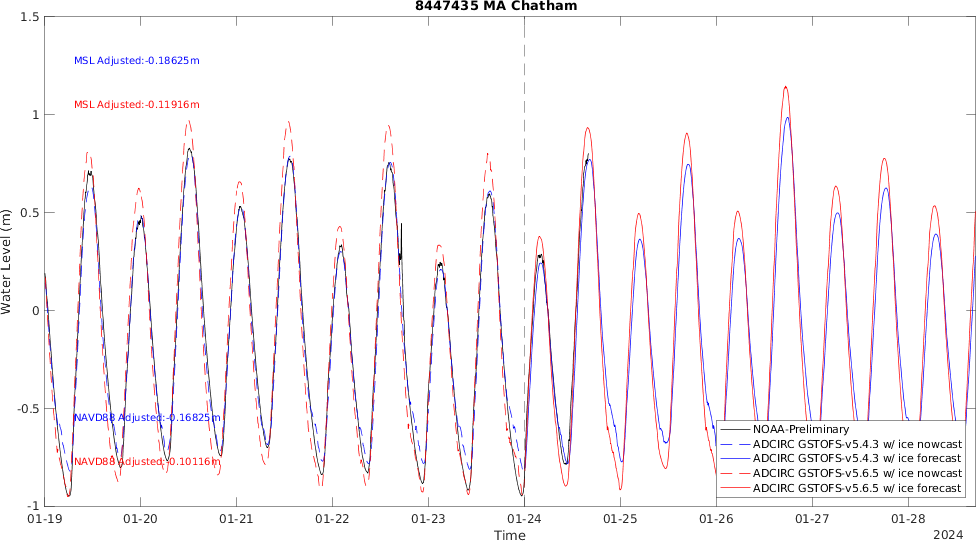 8447435 MA Chatham
1.5
MSL Adjusted:-0.18625m
MSL Adjusted:-0.11916m
1
0.5
Water Level (m)
0
-0.5
NAVD88 Adjusted:-0.16825m
NAVD88 Adjusted:-0.10116m
-1
NOAA-Preliminary
ADCIRC GSTOFS-v5.4.3 w/ ice nowcast
ADCIRC GSTOFS-v5.4.3 w/ ice forecast
ADCIRC GSTOFS-v5.6.5 w/ ice nowcast
ADCIRC GSTOFS-v5.6.5 w/ ice forecast
01-19 01-20 01-21 01-22 01-23 01-24 01-25 01-26 01-27 01-28
Time
2024